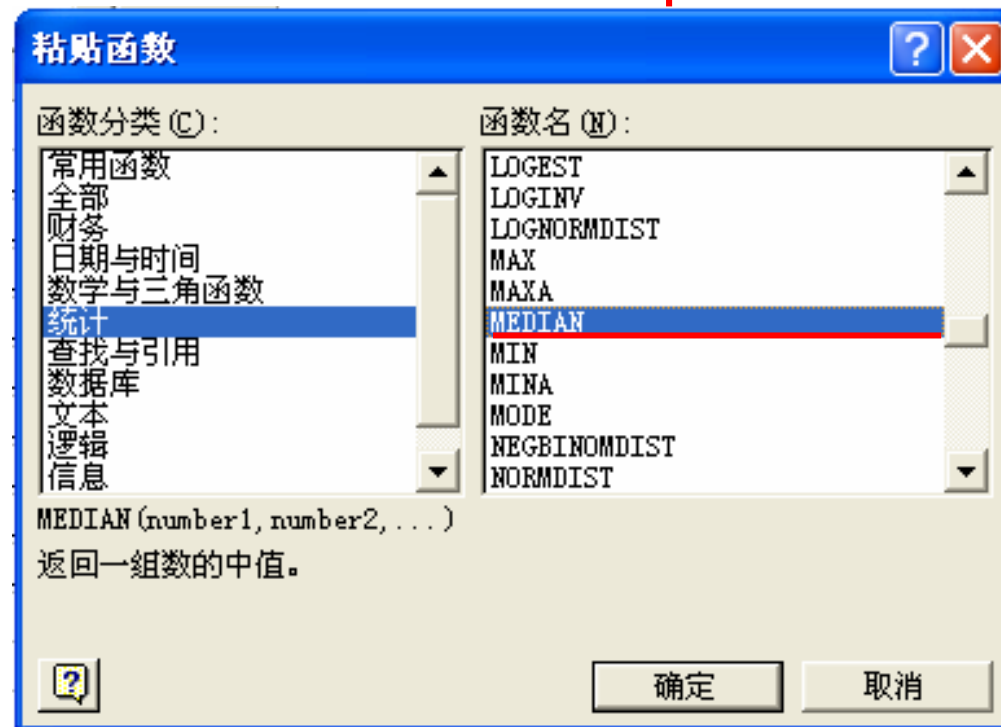 粘贴函数
函数分类(C):
常用函数
全部
财务
日期与时间
数学与三角函数
统计
查找与引用
数据库
文本
逻辑
信息
函数名(N):
LOGEST
LOGINV
LOGNORMDIST
MAX
MAXA
MEDIAN
MIN
MINA
MODE
NEGBINOMDIST
NORMDIST
MEDIAN(number1,number2,...)
返回一组数的中值。
确定
取消